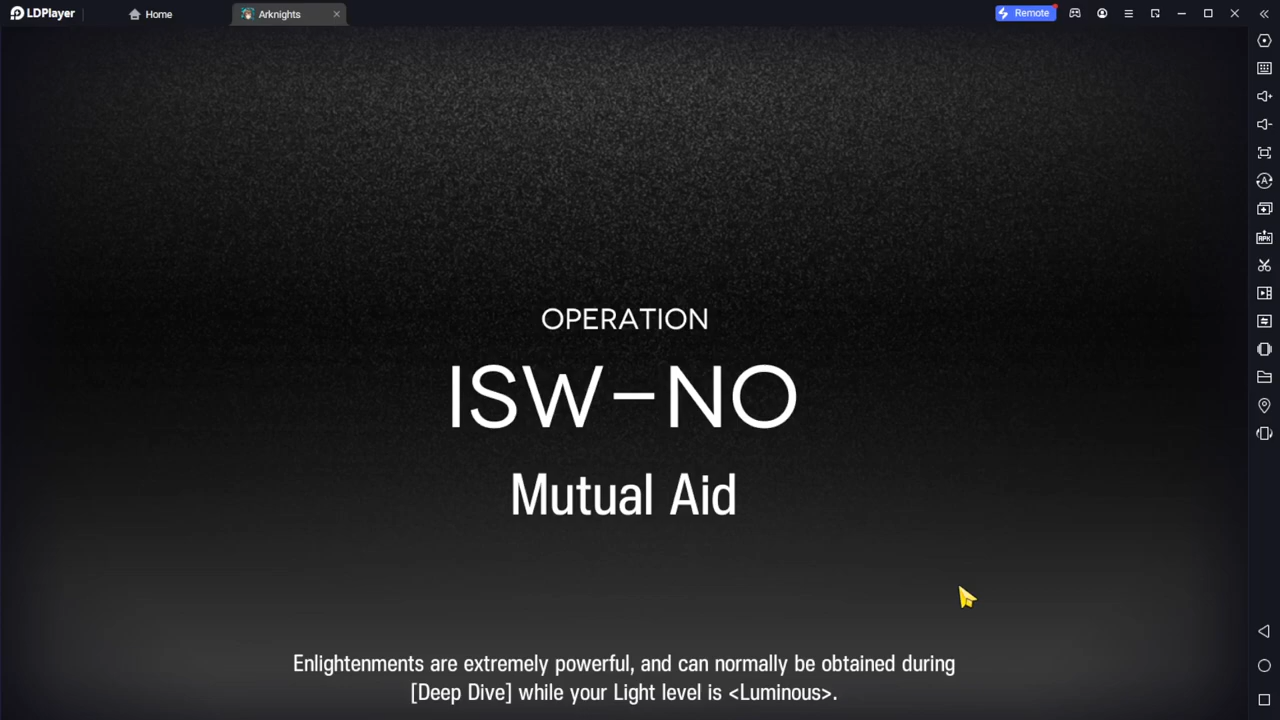 LDPlayer
Home
Arknights
Remote
OPERATION
ISW-NO
Mutual Aid
Enlightenments are extremely powerful, and can normally be obtained during
[Deep Dive] while your Light level is <Luminous>.